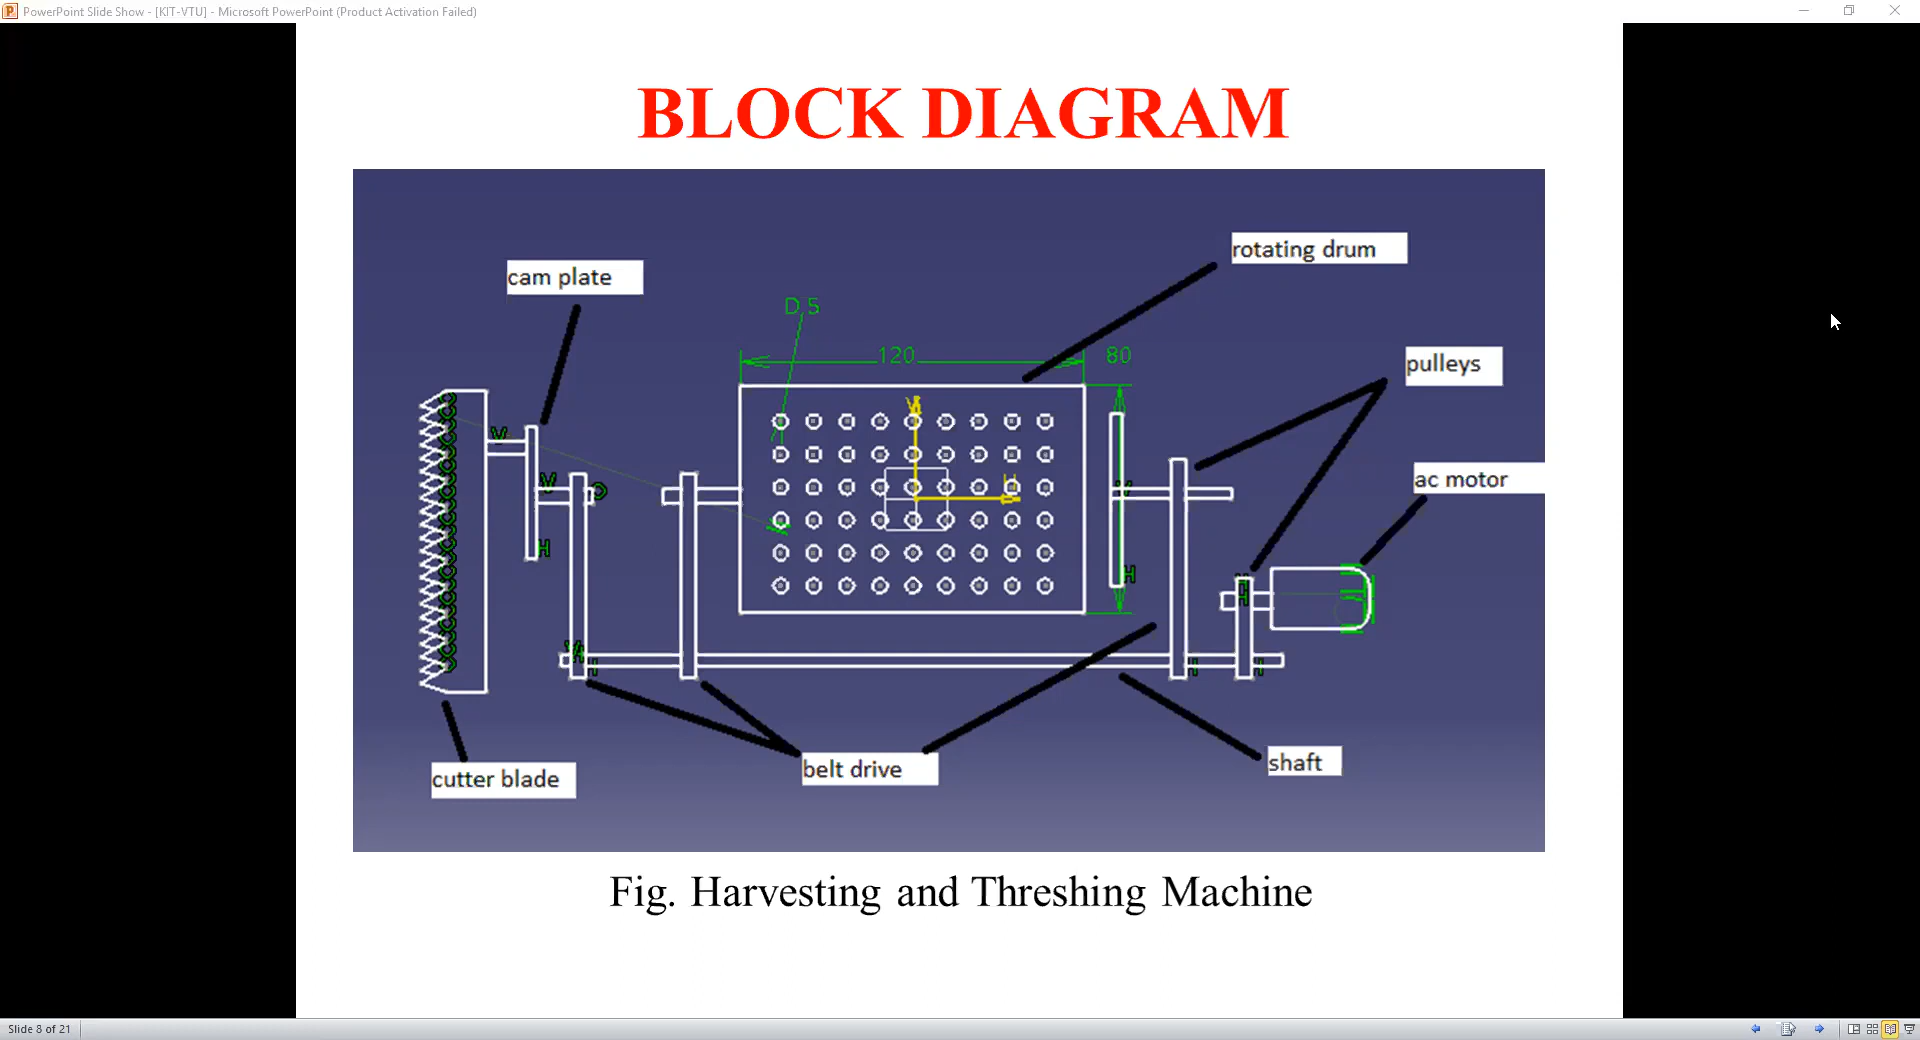 PowerPoint Slide Show - [KIT-VTU] - Microsoft PowerPoint (Product Activation Failed)
BLOCK DIAGRAM
rotating drum
cam plate
D 5
120
80
pulleys
ac motor
V
V
H
V
H
H
H
H
cutter blade
belt drive
shaft
Fig. Harvesting and Threshing Machine
Slide 8 of 21